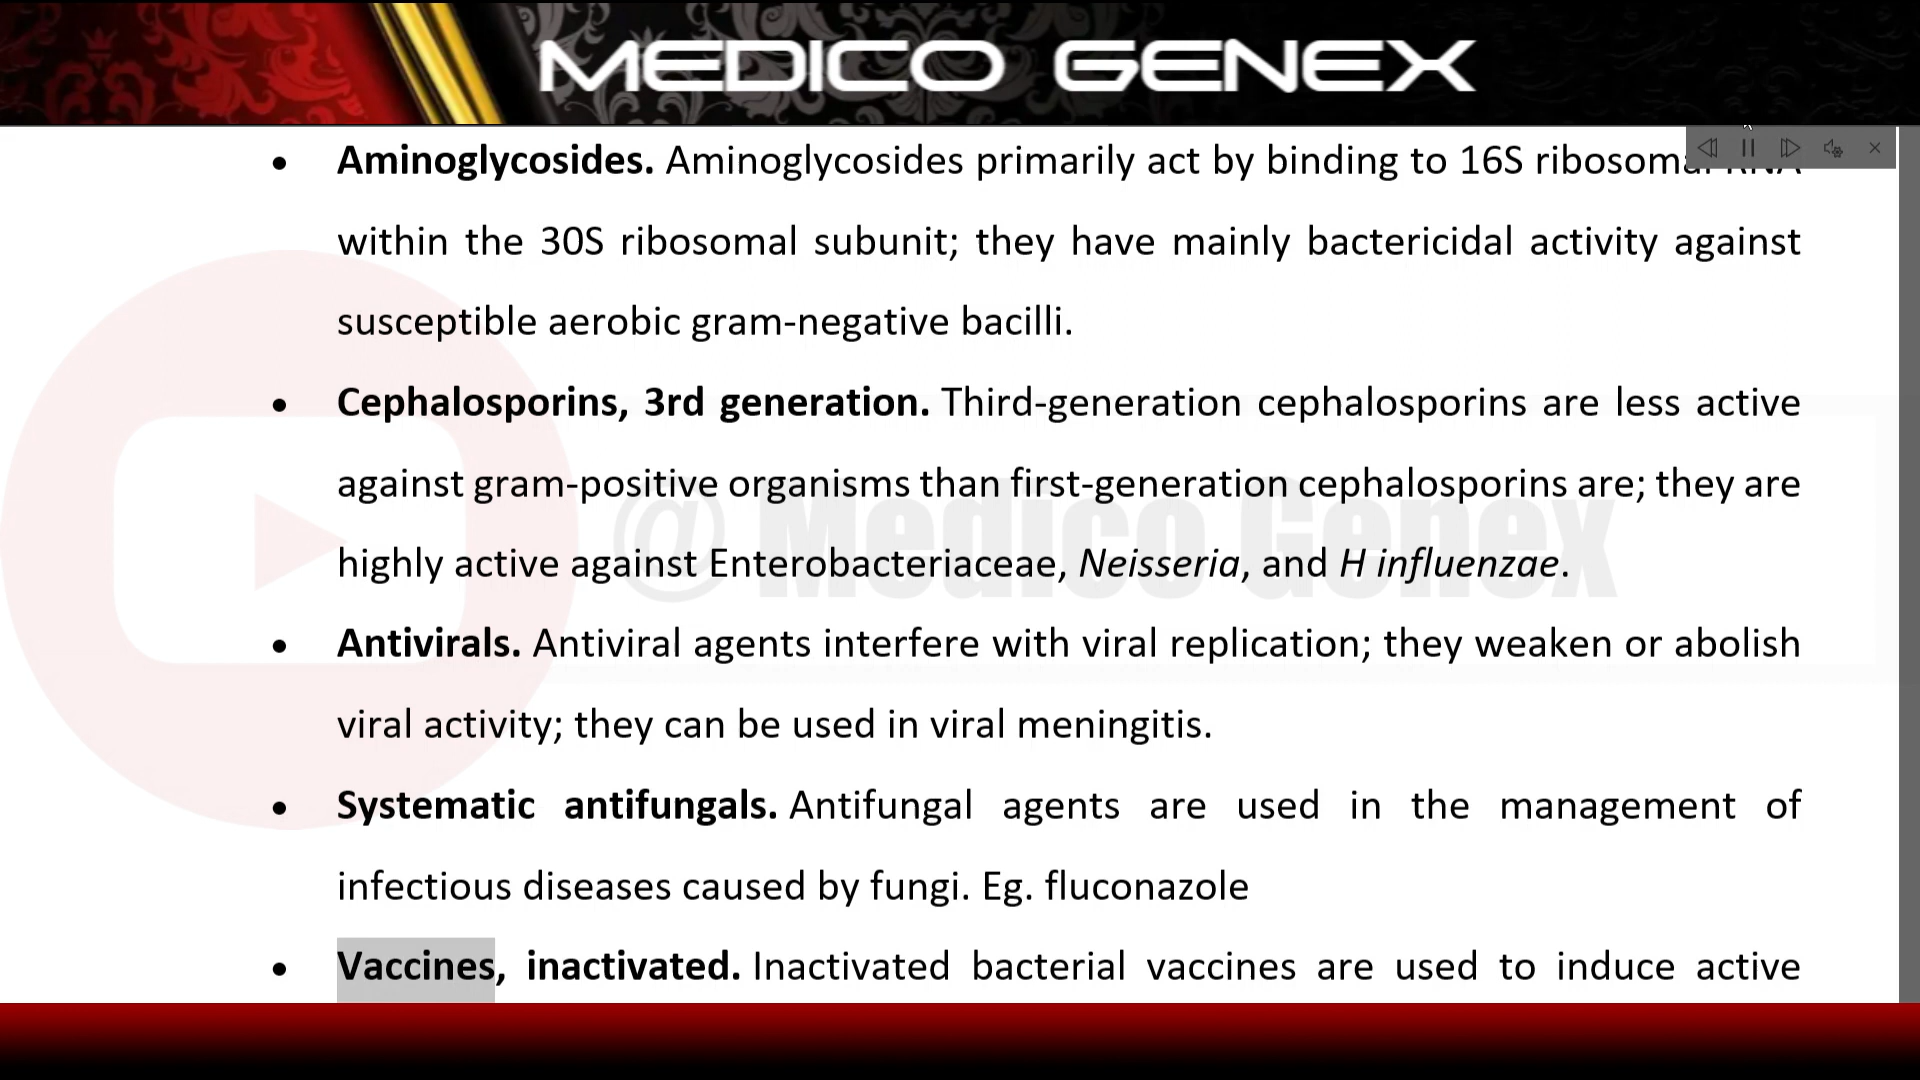 MEDICO GENEX
• Aminoglycosides. Aminoglycosides primarily act by binding to 16S ribosomal RNA
within the 30S ribosomal subunit; they have mainly bactericidal activity against
susceptible aerobic gram-negative bacilli.
• Cephalosporins, 3rd generation. Third-generation cephalosporins are less active
against gram-positive organisms than first-generation cephalosporins are; they are
highly active against Enterobacteriaceae, Neisseria, and H influenzae.
@ Medico Genex
• Antivirals. Antiviral agents interfere with viral replication; they weaken or abolish
viral activity; they can be used in viral meningitis.
• Systematic antifungals. Antifungal agents are used in the management of
infectious diseases caused by fungi. Eg. fluconazole
• Vaccines, inactivated. Inactivated bacterial vaccines are used to induce active